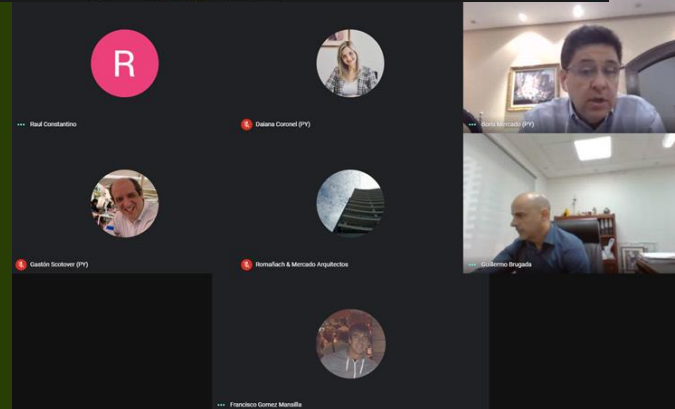 R
Raul Constantino
Daiana Coronel (PY)
Boris Mercado (PY)
Gastón Scotover (PY)
Romañach & Mercado Arquitectos
Guillermo Brugada
Francisco Gomez Mansilla